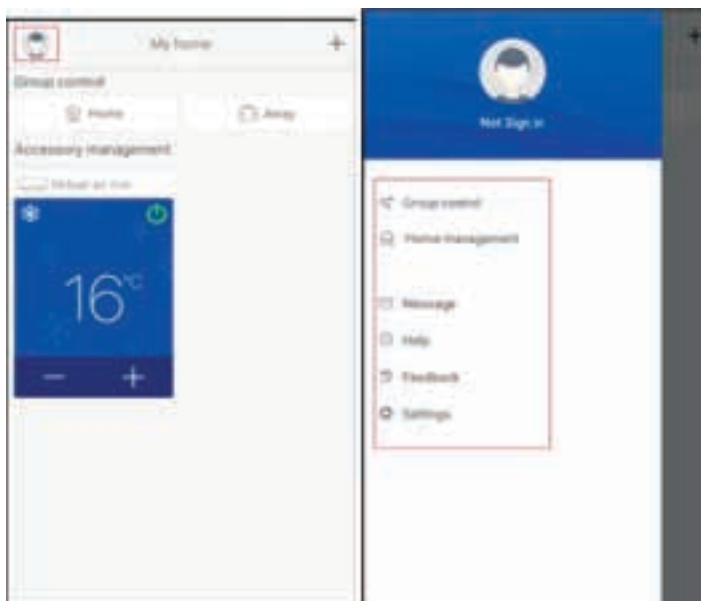 My home
+
Group control
Home
Away
Accessory management
Virtual air con
16°C
− +
Not Sign in
+
Group control
Home management
Message
Help
Feedback
Settings